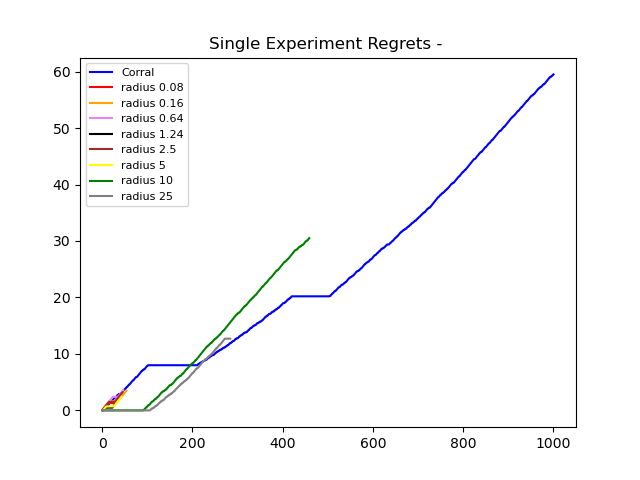 Single Experiment Regrets -
Corral
radius 0.08
radius 0.16
radius 0.64
radius 1.24
radius 2.5
radius 5
radius 10
radius 25
60
50
40
30
20
10
0
0 200 400 600 800 1000